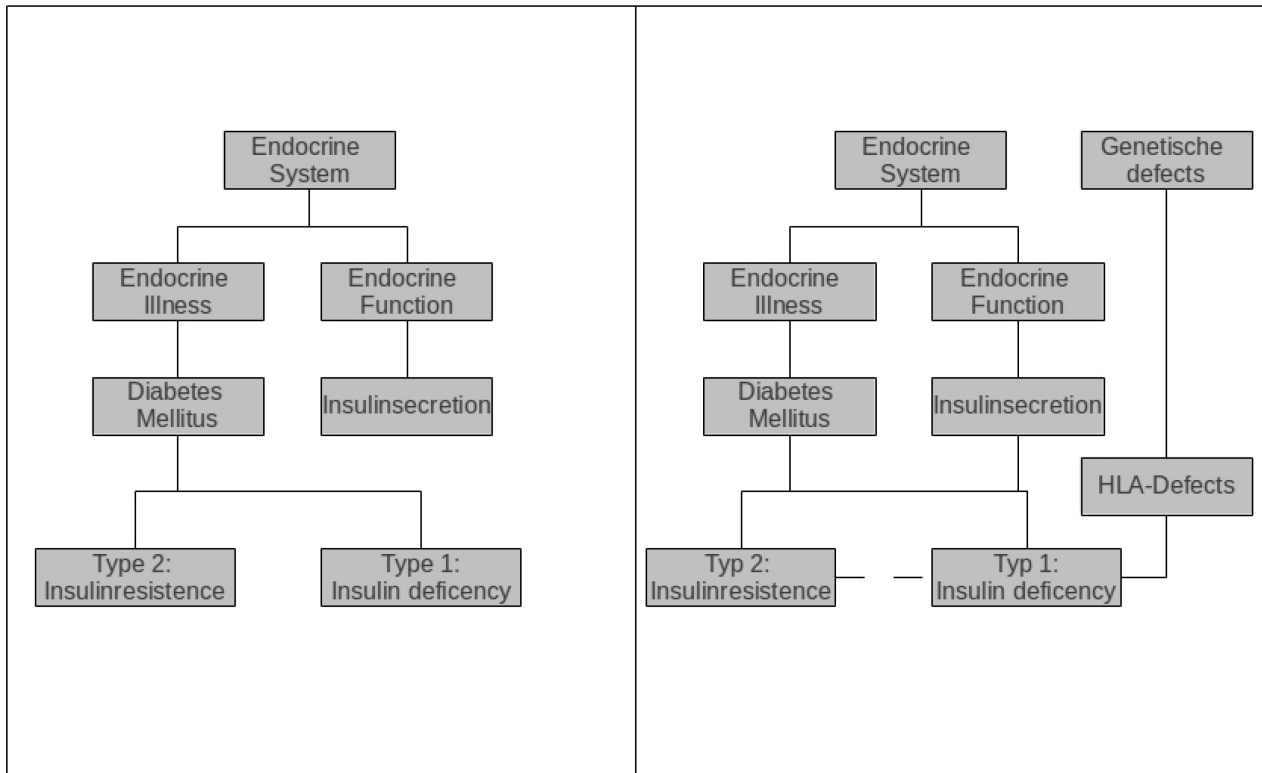 Endocrine
System
Endocrine
Illness
Endocrine
Function
Diabetes
Mellitus
Insulinsecretion
Type 2:
Insulinresistence
Type 1:
Insulin deficency
Endocrine
System
Genetische
defects
Endocrine
Illness
Endocrine
Function
Diabetes
Mellitus
Insulinsecretion
HLA-Defects
Typ 2:
Insulinresistence
Typ 1:
Insulin deficency